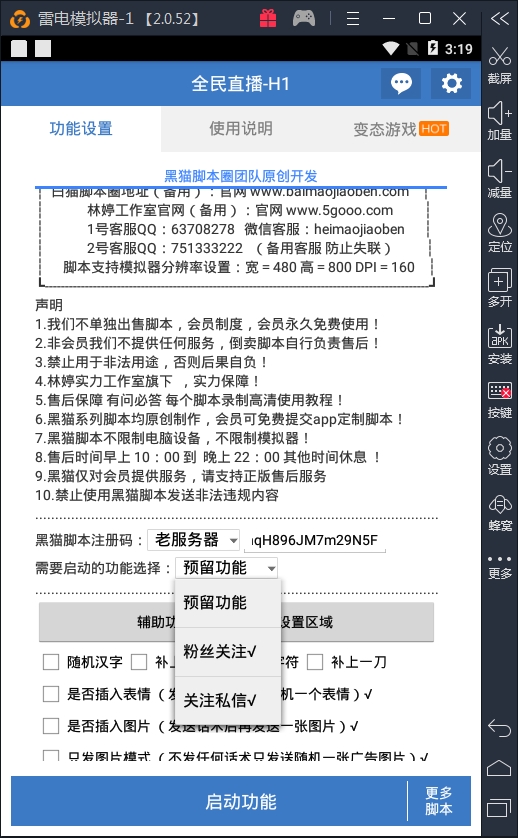 雷电模拟器-1 【2.0.52】
3:19
全民直播-H1
功能设置
使用说明
变态游戏 HOT
黑猫脚本圈团队原创开发
白猫脚本圈地址（备用）：官网 www.baimaojiaoben.com
林婷工作室官网（备用）：官网 www.5gooo.com
1号客服QQ：63708278 微信客服：heimaojiaoben
2号客服QQ：751333222 （备用客服 防止失联）
脚本支持模拟器分辨率设置：宽 = 480 高 = 800 DPI = 160
声明
1.我们不单独出售脚本，会员制度，会员永久免费使用！
2.非会员我们不提供任何服务，倒卖脚本自行负责售后！
3.禁止用于非法用途，否则后果自负！
4.林婷实力工作室旗下 ，实力保障！
5.售后保障 有问必答 每个脚本录制高清使用教程！
6.黑猫系列脚本均原创制作，会员可免费提交app定制脚本！
7.黑猫脚本不限制电脑设备，不限制模拟器！
8.售后时间早上 10：00 到 晚上 22：00 其他时间休息 ！
9.黑猫仅对会员提供服务，请支持正版售后服务
10.禁止使用黑猫脚本发送非法违规内容
黑猫脚本注册码： 老服务器 qH896JM7m29N5F
需要启动的功能选择： 预留功能
预留功能
粉丝关注√
关注私信√
辅助功 设置区域
随机汉字 补上 字符 补上一刀
是否插入表情（发 机一个表情）√
是否插入图片（发送话术后再发送一张图片）√
只发图片模式（不发任何话术只发送随机一张广告图片）√
启动功能
更多
脚本
截屏
加量
减量
定位
多开
APK
安装
按键
设置
蜂窝
更多